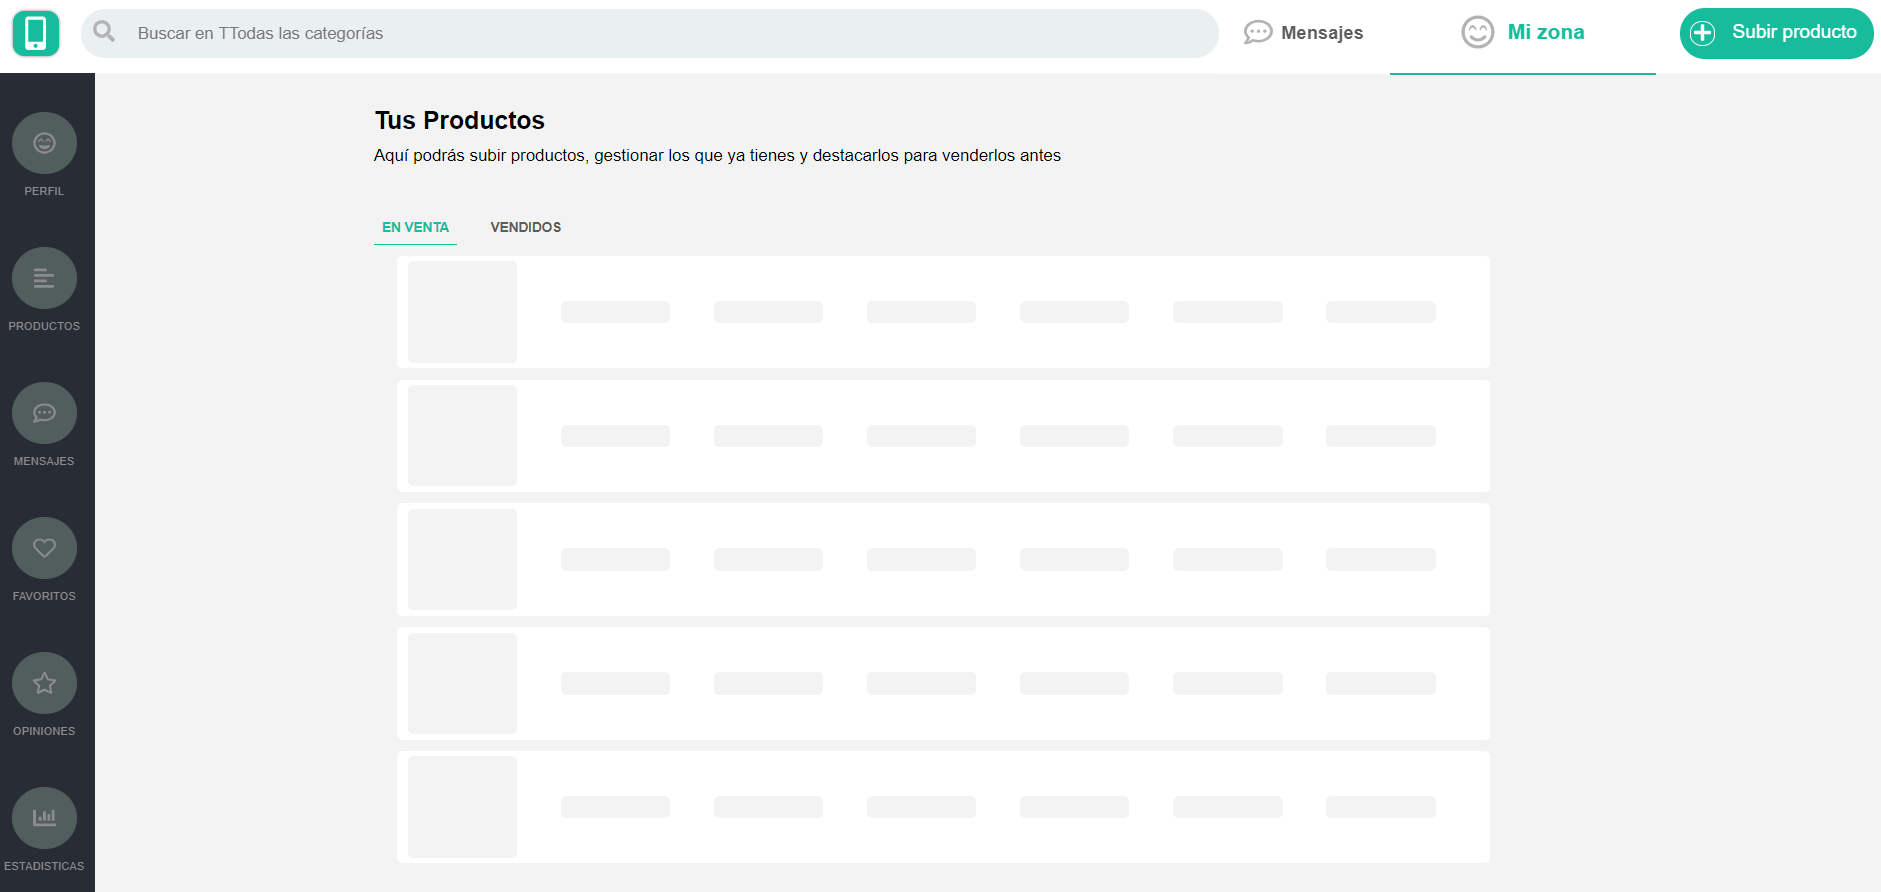 Buscar en TTodas las categorías
Mensajes
Mi zona
Subir producto
PERFIL
PRODUCTOS
MENSAJES
FAVORITOS
OPINIONES
ESTADISTICAS
Tus Productos
Aquí podrás subir productos, gestionar los que ya tienes y destacarlos para venderlos antes
EN VENTA
VENDIDOS